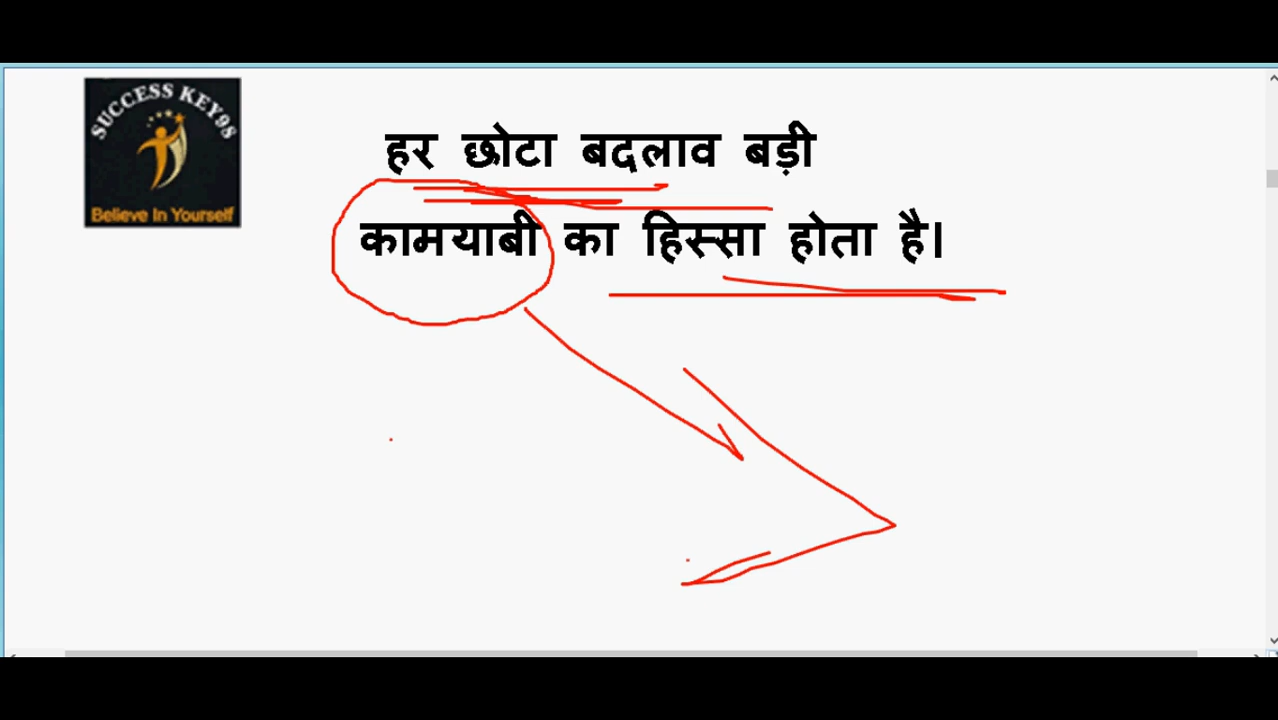 SUCCESS KEY98
Believe In Yourself
हर छोटा बदलाव बड़ी
कामयाबी का हिस्सा होता है।